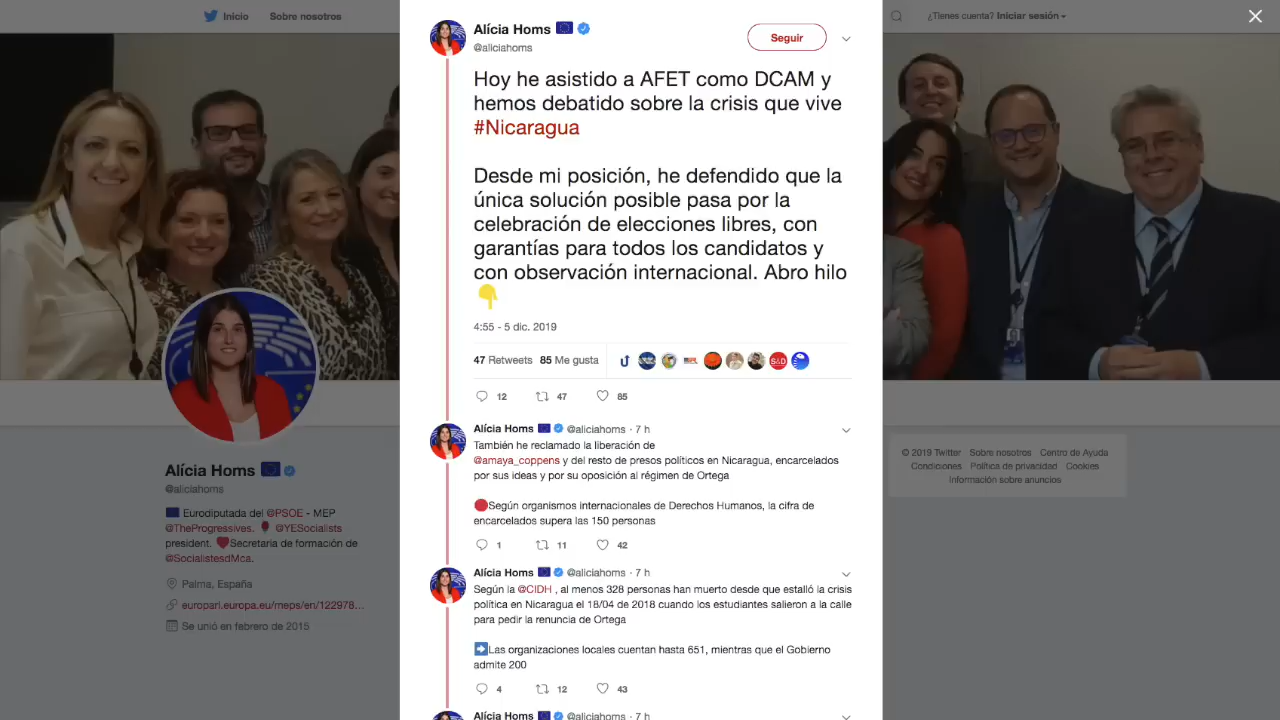 Inicio
Sobre nosotros
¿Tienes cuenta? Iniciar sesión
Alícia Homs
@aliciahoms
Seguir
Hoy he asistido a AFET como DCAM y
hemos debatido sobre la crisis que vive
#Nicaragua
Desde mi posición, he defendido que la
única solución posible pasa por la
celebración de elecciones libres, con
garantías para todos los candidatos y
con observación internacional. Abro hilo
4:55 - 5 dic. 2019
47 Retweets 85 Me gusta
S&D
12 47 85
Alícia Homs @aliciahoms · 7 h
También he reclamado la liberación de
@amaya_coppens y del resto de presos políticos en Nicaragua, encarcelados
por sus ideas y por su oposición al régimen de Ortega
Según organismos internacionales de Derechos Humanos, la cifra de
encarcelados supera las 150 personas
1 11 42
Alícia Homs @aliciahoms · 7 h
Según la @CIDH , al menos 328 personas han muerto desde que estalló la crisis
política en Nicaragua el 18/04 de 2018 cuando los estudiantes salieron a la calle
para pedir la renuncia de Ortega
Las organizaciones locales cuentan hasta 651, mientras que el Gobierno
admite 200
4 12 43
Alícia Homs @aliciahoms · 7 h
Alícia Homs
@aliciahoms
Eurodiputada del @PSOE - MEP
@TheProgressives. @YESocialists
president. Secretaria de formación de
@SocialistesdMca.
Palma, España
europarl.europa.eu/meps/en/122978...
Se unió en febrero de 2015
© 2019 Twitter Sobre nosotros Centro de Ayuda
Condiciones Política de privacidad Cookies
Información sobre anuncios